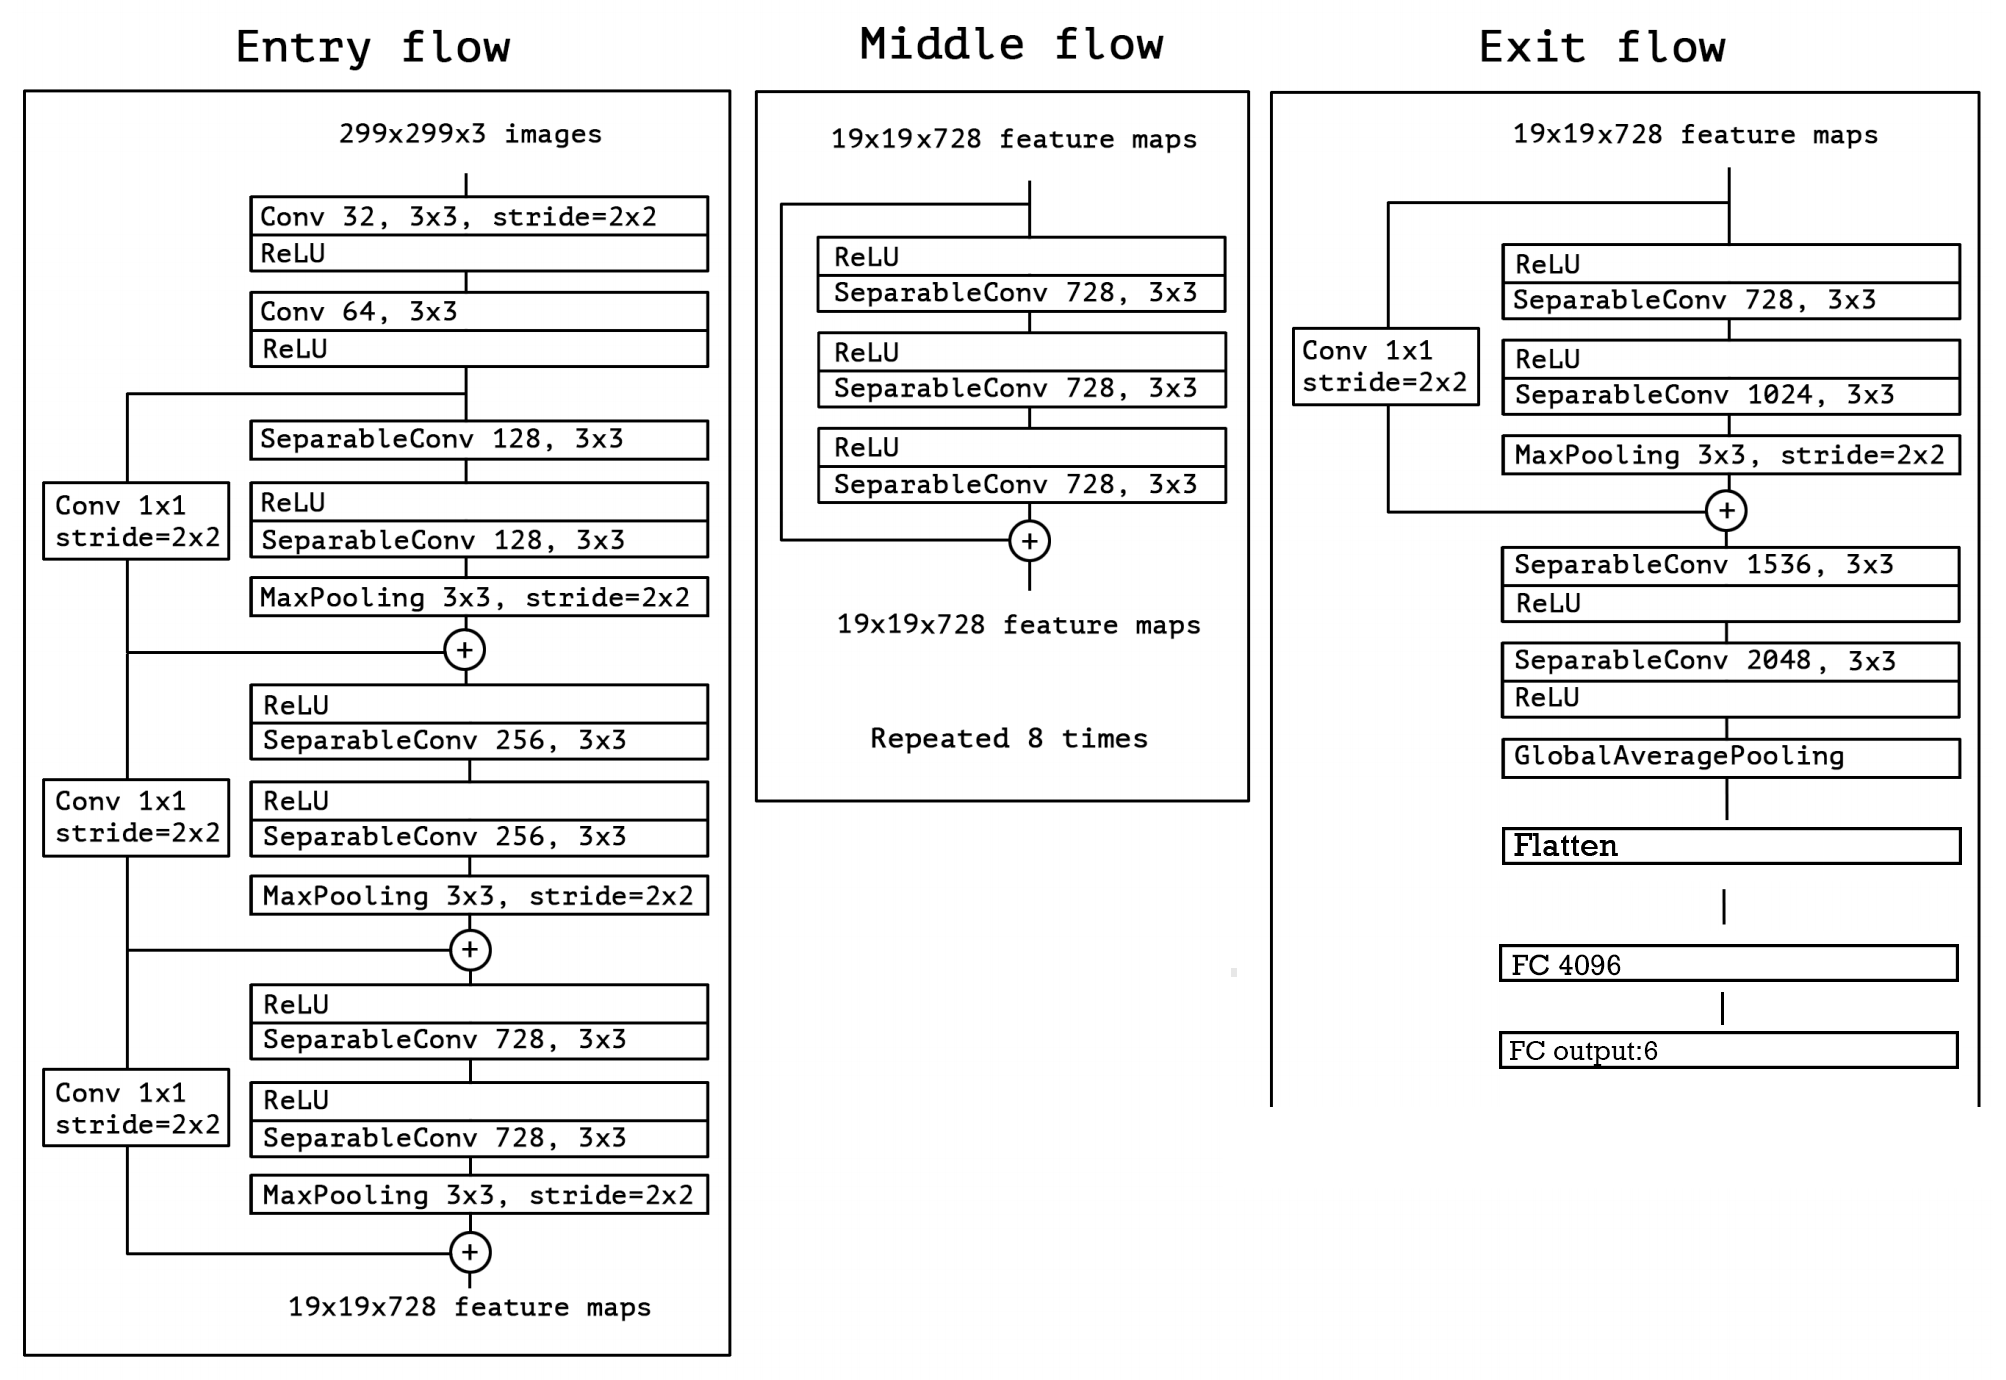 Entry flow
299x299x3 images
Conv 32, 3x3, stride=2x2
ReLU
Conv 64, 3x3
ReLU
SeparableConv 128, 3x3
Conv 1x1
stride=2x2
ReLU
SeparableConv 128, 3x3
MaxPooling 3x3, stride=2x2
+
ReLU
SeparableConv 256, 3x3
Conv 1x1
stride=2x2
ReLU
SeparableConv 256, 3x3
MaxPooling 3x3, stride=2x2
+
ReLU
SeparableConv 728, 3x3
Conv 1x1
stride=2x2
ReLU
SeparableConv 728, 3x3
MaxPooling 3x3, stride=2x2
+
19x19x728 feature maps
Middle flow
19x19x728 feature maps
ReLU
SeparableConv 728, 3x3
ReLU
SeparableConv 728, 3x3
ReLU
SeparableConv 728, 3x3
+
19x19x728 feature maps
Repeated 8 times
Exit flow
19x19x728 feature maps
ReLU
SeparableConv 728, 3x3
Conv 1x1
stride=2x2
ReLU
SeparableConv 1024, 3x3
MaxPooling 3x3, stride=2x2
+
SeparableConv 1536, 3x3
ReLU
SeparableConv 2048, 3x3
ReLU
GlobalAveragePooling
Flatten
FC 4096
FC output:6